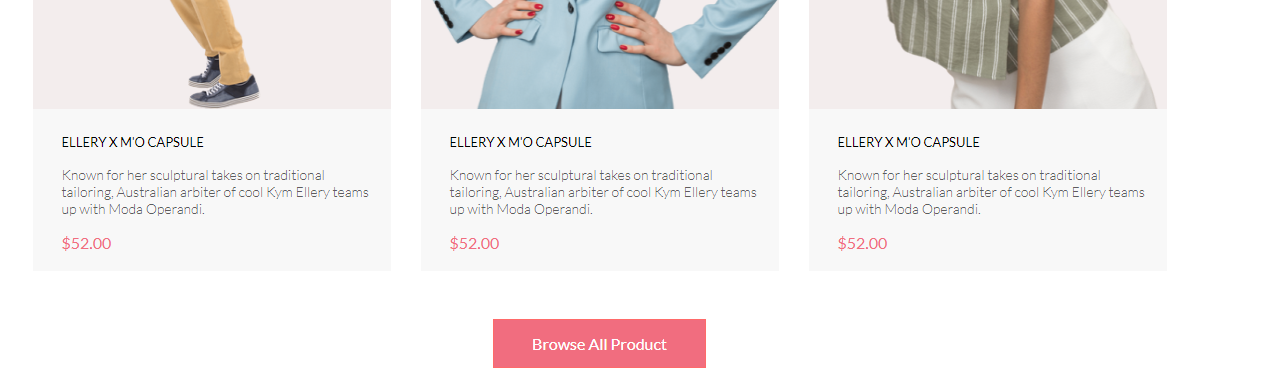 ELLERY X M'O CAPSULE
Known for her sculptural takes on traditional
tailoring, Australian arbiter of cool Kym Ellery teams
up with Moda Operandi.
$52.00
ELLERY X M'O CAPSULE
Known for her sculptural takes on traditional
tailoring, Australian arbiter of cool Kym Ellery teams
up with Moda Operandi.
$52.00
ELLERY X M'O CAPSULE
Known for her sculptural takes on traditional
tailoring, Australian arbiter of cool Kym Ellery teams
up with Moda Operandi.
$52.00
Browse All Product